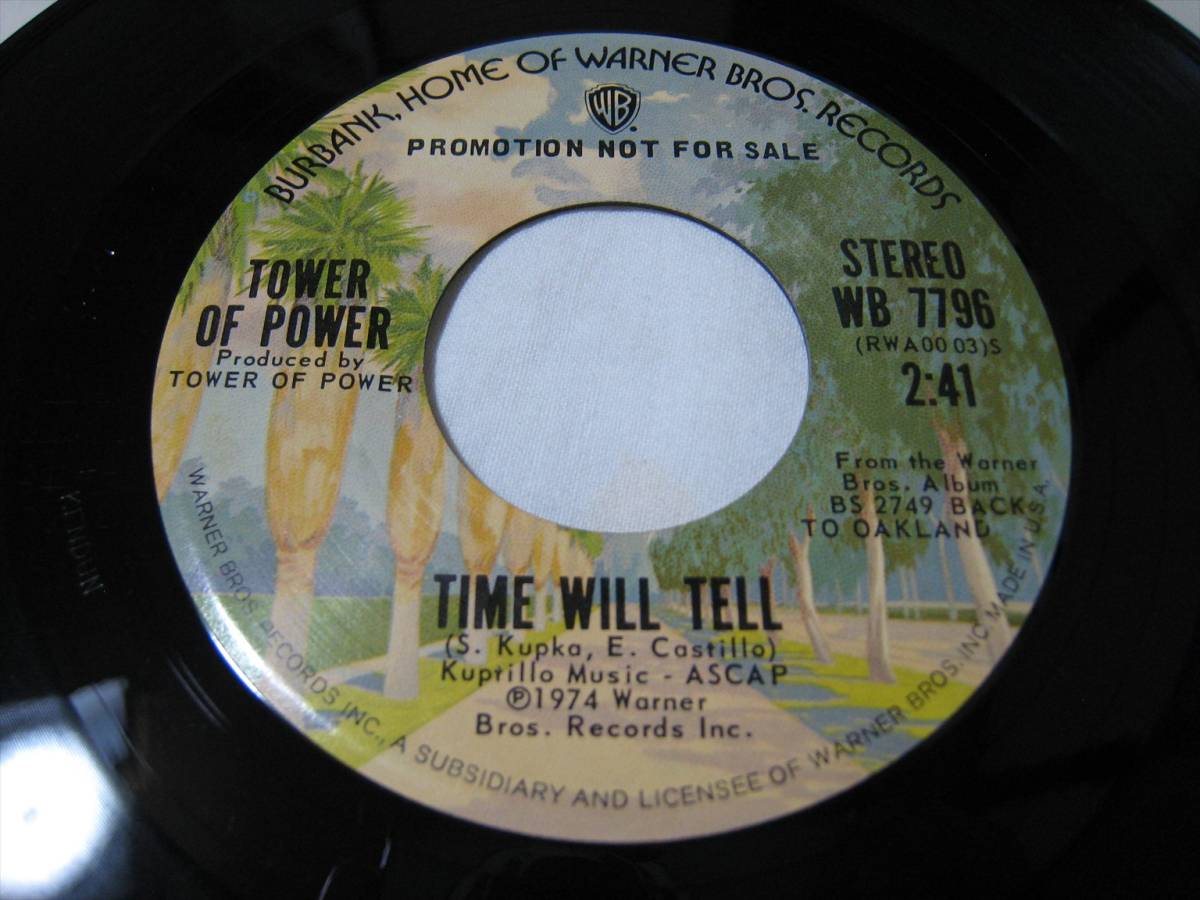 BURBANK, HOME OF WARNER BROS. RECORDS
WB
PROMOTION NOT FOR SALE
TOWER
OF POWER
Produced by
TOWER OF POWER
STEREO
WB 7796
(RWA00 03)S
2:41
From the Warner
Bros. Album
BS 2749 BACK
TO OAKLAND
TIME WILL TELL
(S. Kupka, E. Castillo)
Kuptillo Music - ASCAP
℗1974 Warner
Bros. Records Inc.
WARNER BROS. RECORDS INC., A SUBSIDIARY AND LICENSEE OF WARNER BROS. INC. MADE IN U.S.A.